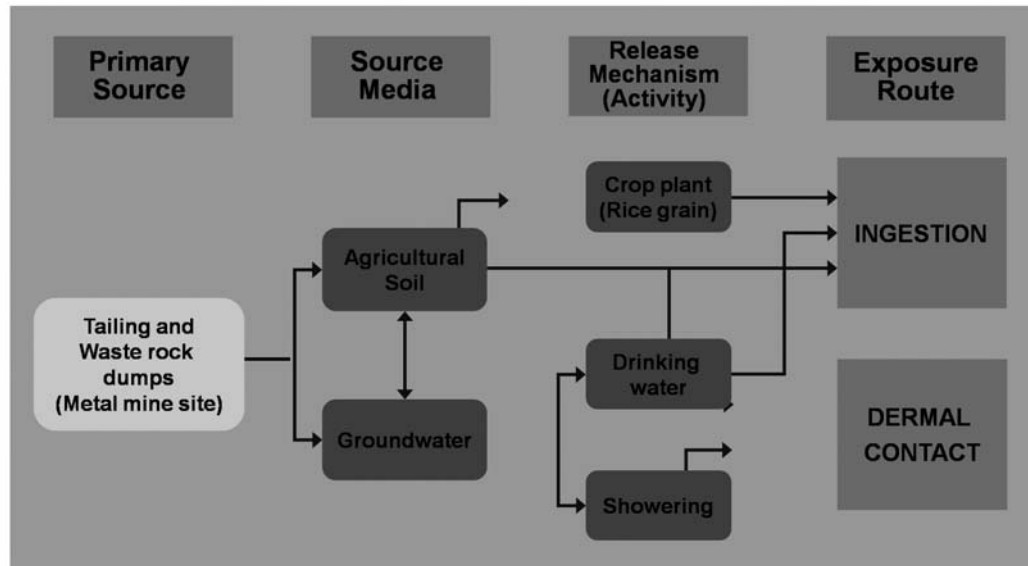 Primary
Source
Source
Media
Release
Mechanism
(Activity)
Exposure
Route
Crop plant
(Rice grain)
INGESTION
Agricultural
Soil
Tailing and
Waste rock
dumps
(Metal mine site)
Drinking
water
Groundwater
Showering
DERMAL
CONTACT